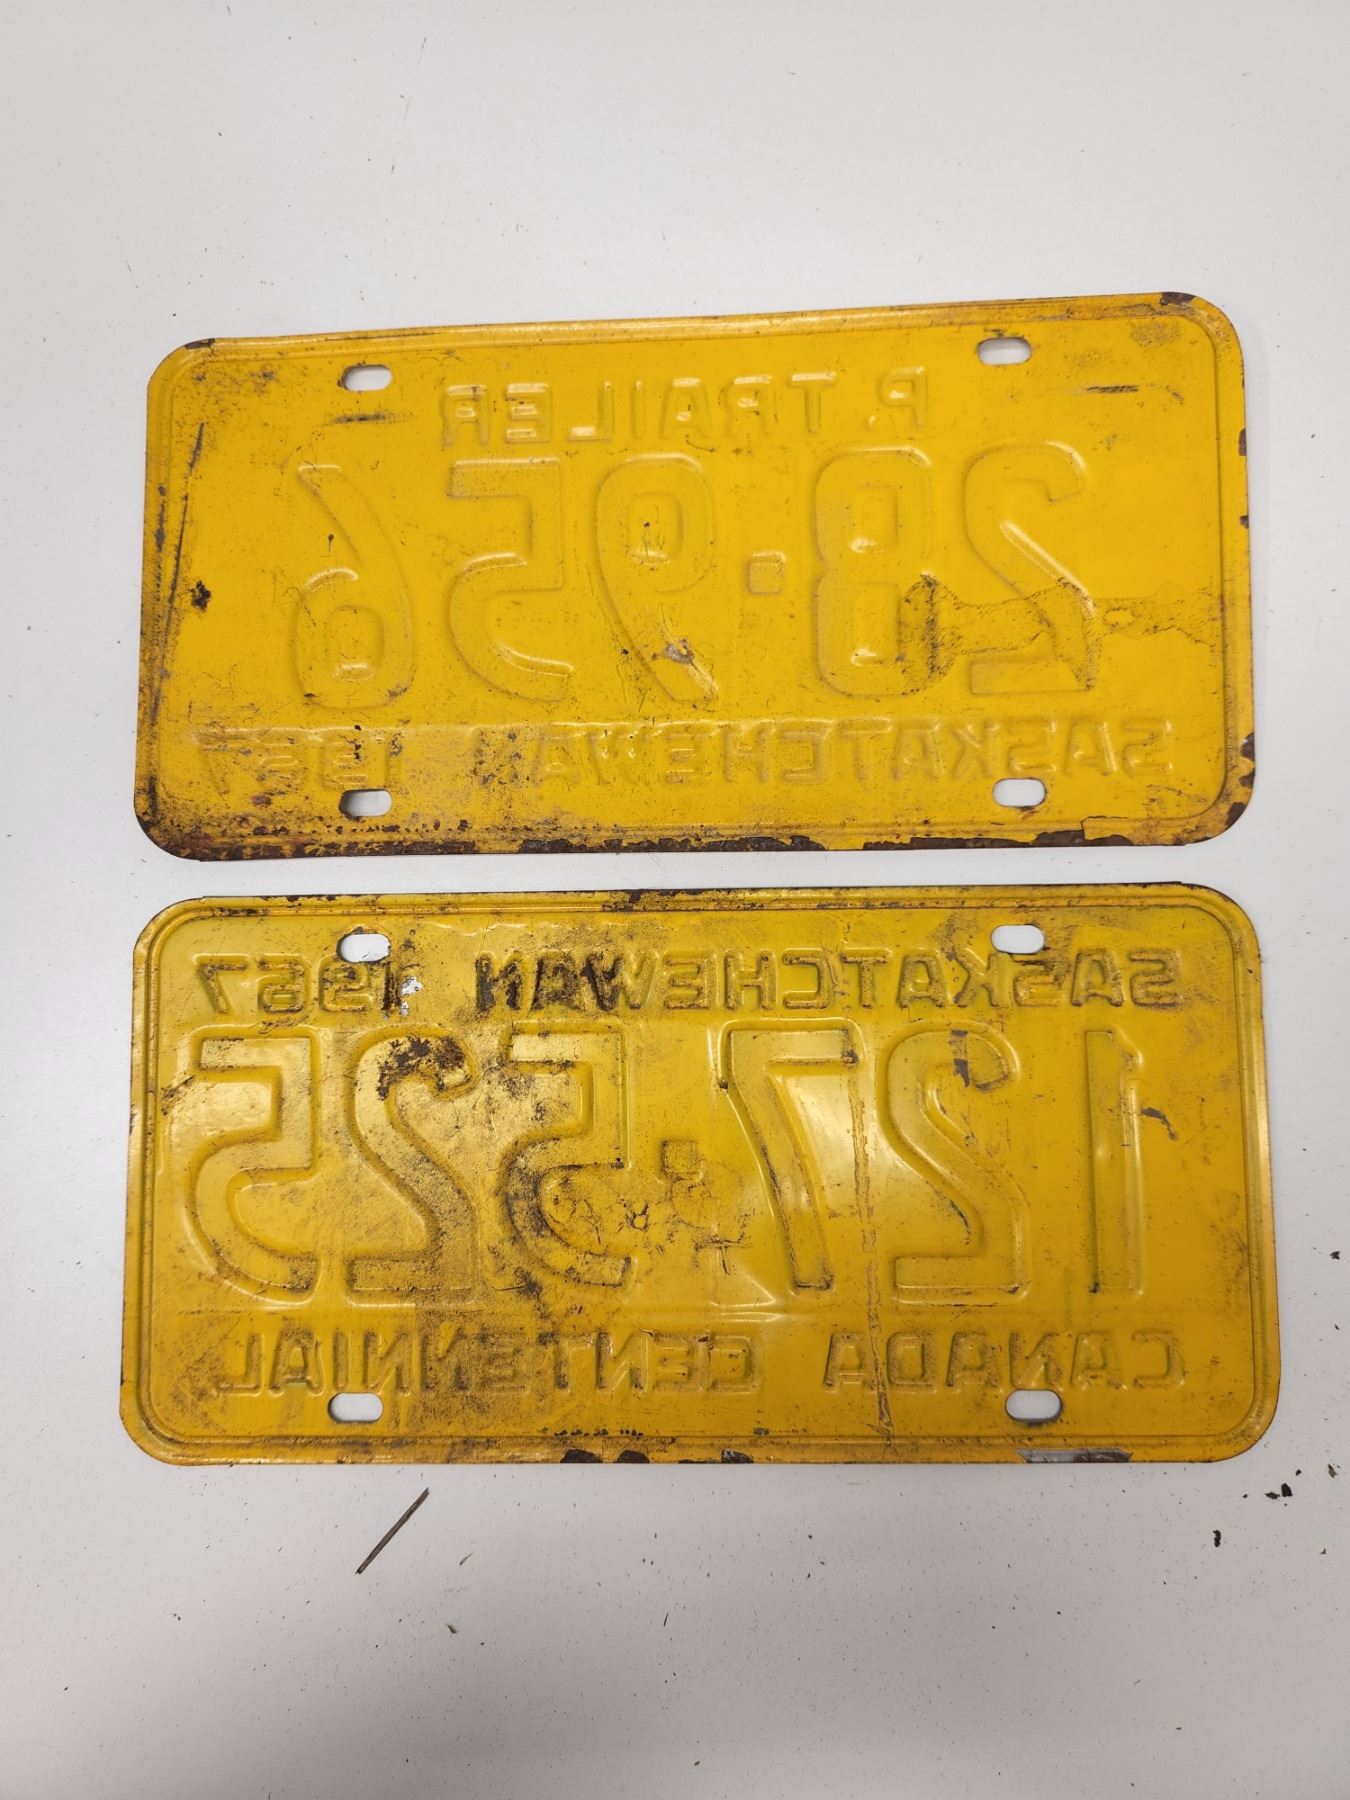 P. TRAILER
28·956
SASKATCHEWAN 1967
SASKATCHEWAN 1967
127·525
CANADA CENTENNIAL